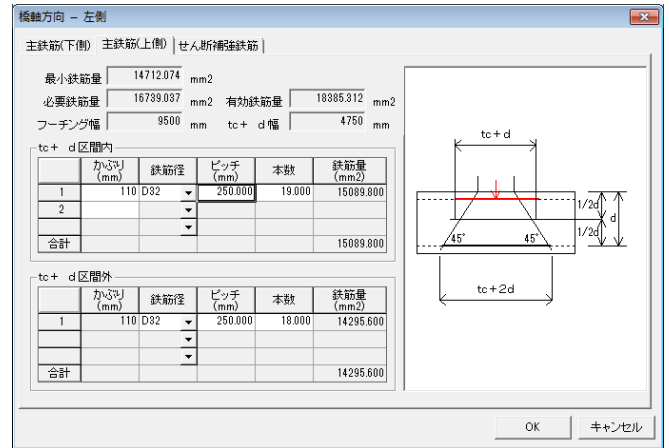 橋軸方向 － 左側
主鉄筋(下側) 主鉄筋(上側) せん断補強鉄筋
最小鉄筋量 14712.074 mm2
必要鉄筋量 16739.037 mm2 有効鉄筋量 18385.312 mm2
フーチング幅 9500 mm tc+ d幅 4750 mm
tc+ d区間内
かぶり(mm) 鉄筋径 ピッチ(mm) 本数 鉄筋量(mm2)
1 110 D32 250.000 19.000 15089.800
2
合計 15089.800
tc+ d区間外
かぶり(mm) 鉄筋径 ピッチ(mm) 本数 鉄筋量(mm2)
1 110 D32 250.000 18.000 14295.600
合計 14295.600
tc+d
1/2d
d
1/2d
45° 45°
tc+2d
OK キャンセル